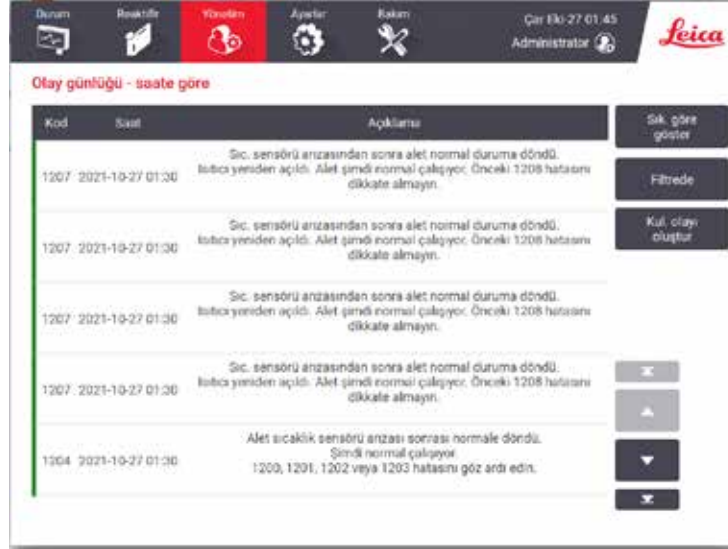 Durum Reaktifir Yönetim Ayarlar Bakım Çar Eki-27 01:45
Administrator
Leica
Olay günlüğü - saate göre
Kod Saat Açıklama
Sık. göre
göster
Filtrede
Kul. olayı
oluştur
Sıc. sensörü arızasından sonra alet normal duruma döndü.
1207 2021-10-27 01:30 Isıtıcı yeniden açıldı. Alet şimdi normal çalışıyor. Önceki 1208 hatasını
dikkate almayın.
Sıc. sensörü arızasından sonra alet normal duruma döndü.
1207 2021-10-27 01:30 Isıtıcı yeniden açıldı. Alet şimdi normal çalışıyor. Önceki 1208 hatasını
dikkate almayın.
Sıc. sensörü arızasından sonra alet normal duruma döndü.
1207 2021-10-27 01:30 Isıtıcı yeniden açıldı. Alet şimdi normal çalışıyor. Önceki 1208 hatasını
dikkate almayın.
Sıc. sensörü arızasından sonra alet normal duruma döndü.
1207 2021-10-27 01:30 Isıtıcı yeniden açıldı. Alet şimdi normal çalışıyor. Önceki 1208 hatasını
dikkate almayın.
Alet sıcaklık sensörü arızası sonrası normale döndü.
1204 2021-10-27 01:30 Şimdi normal çalışıyor.
1200, 1201, 1202 veya 1203 hatasını göz ardı edin.